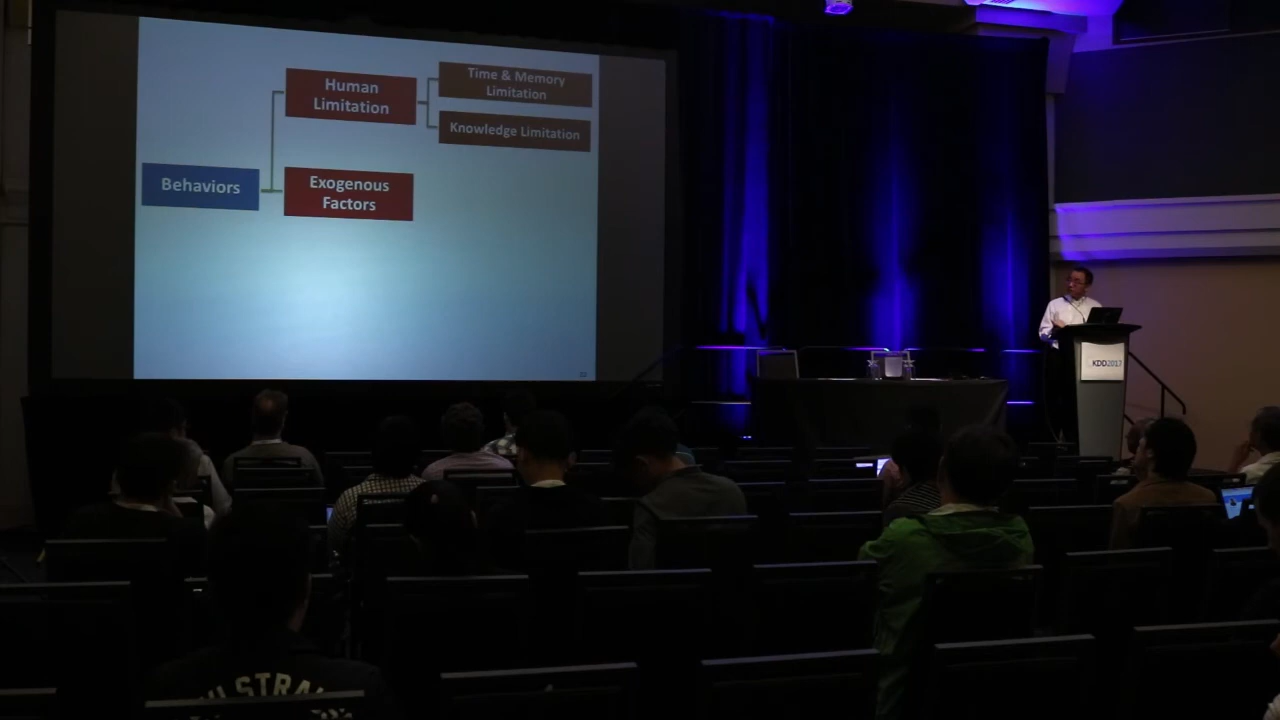 Human
Limitation
Time & Memory
Limitation
Knowledge Limitation
Behaviors
Exogenous
Factors
KDD2017